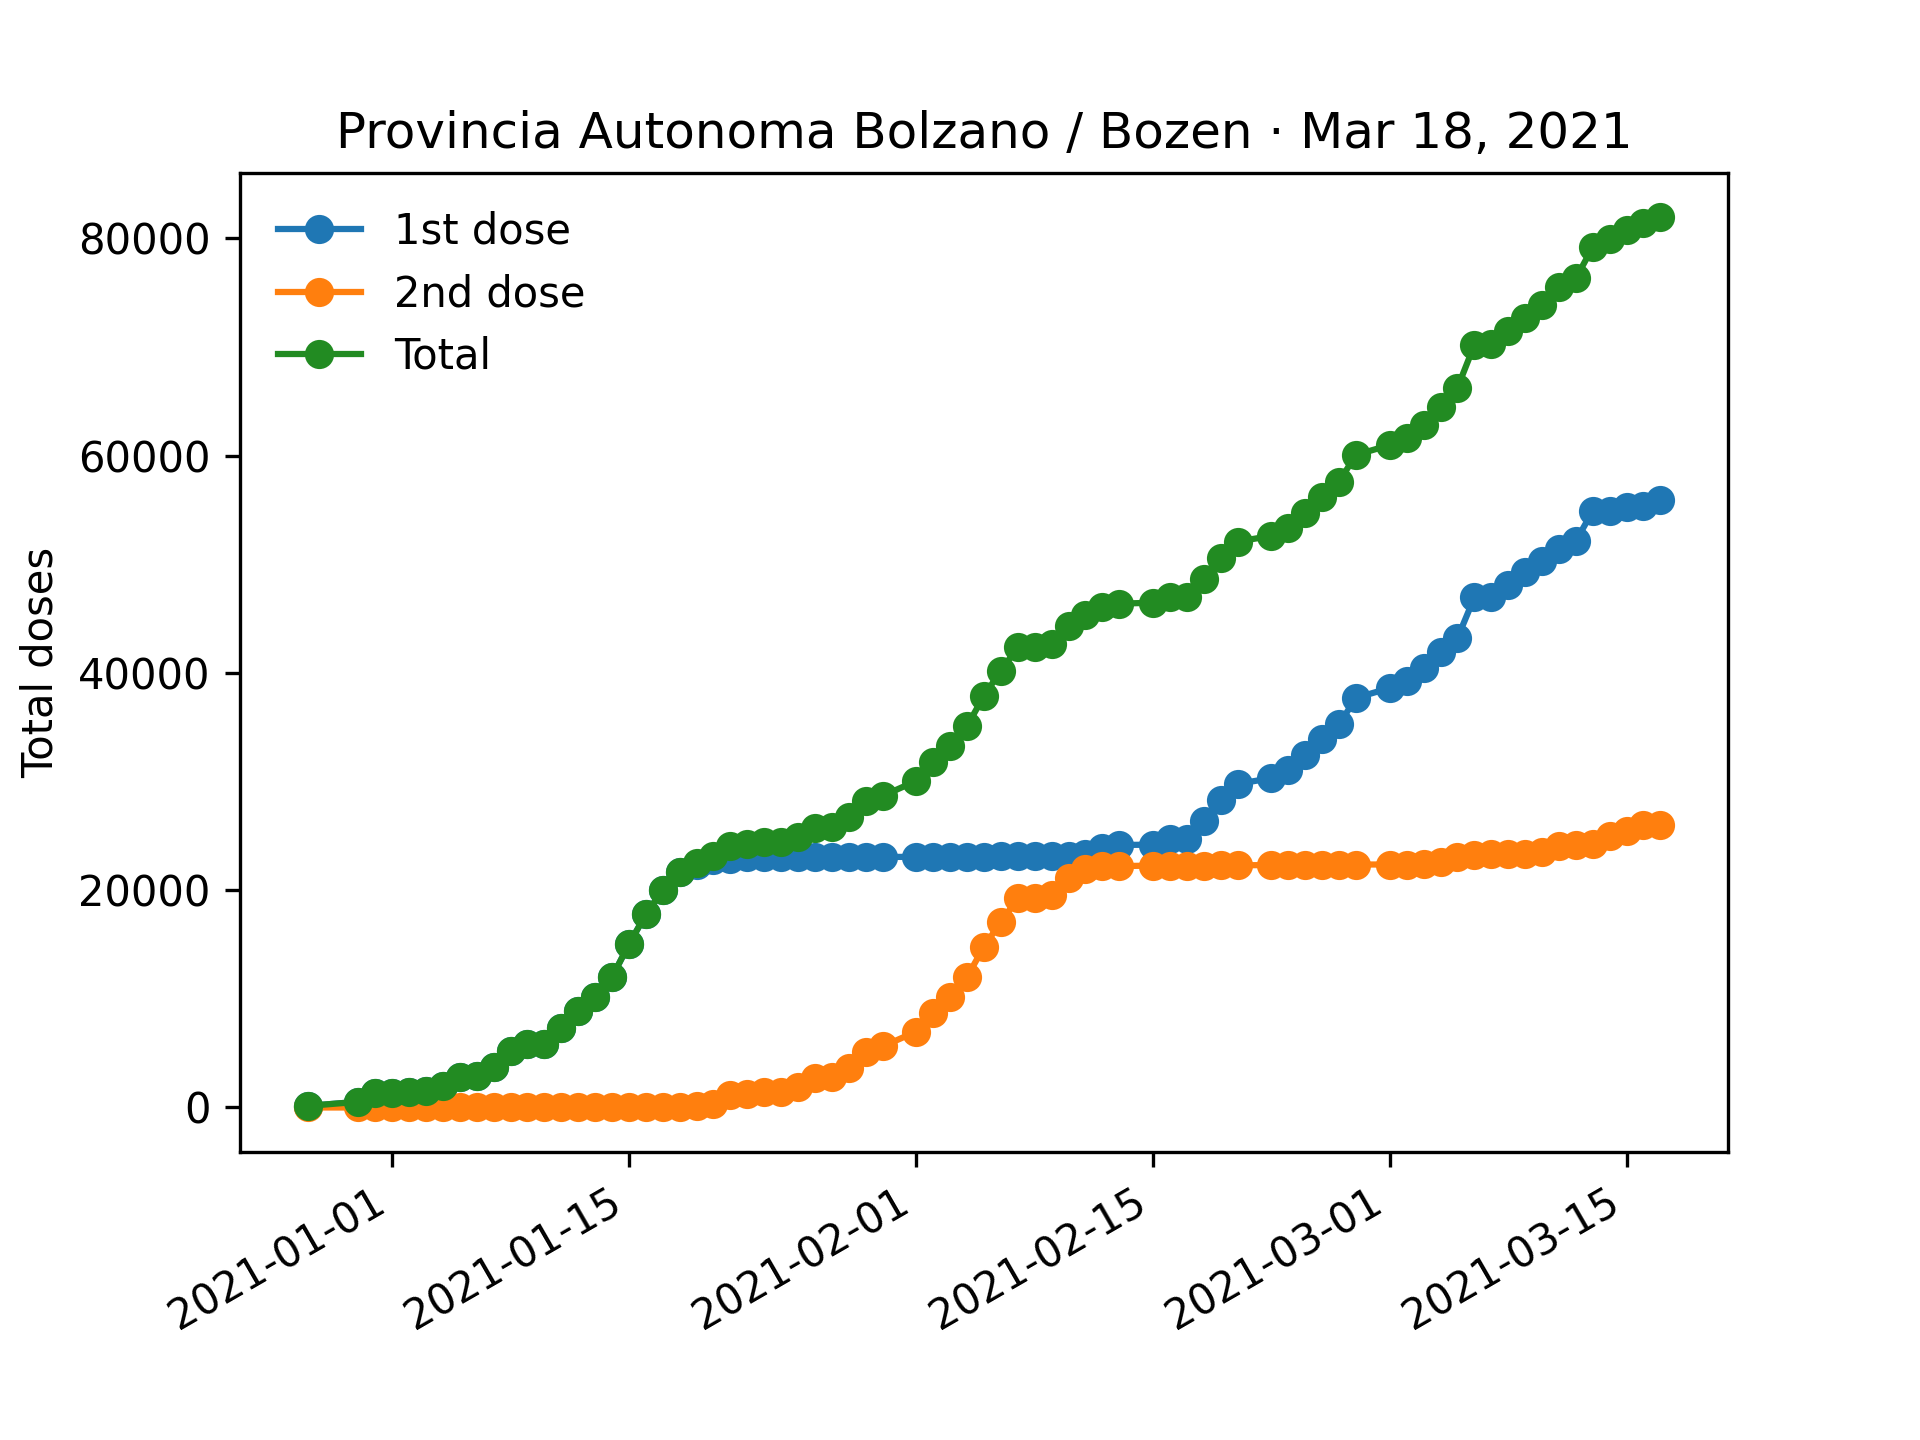 Provincia Autonoma Bolzano / Bozen · Mar 18, 2021
1st dose
2nd dose
Total
Total doses
80000
60000
40000
20000
0
2021-01-01
2021-01-15
2021-02-01
2021-02-15
2021-03-01
2021-03-15